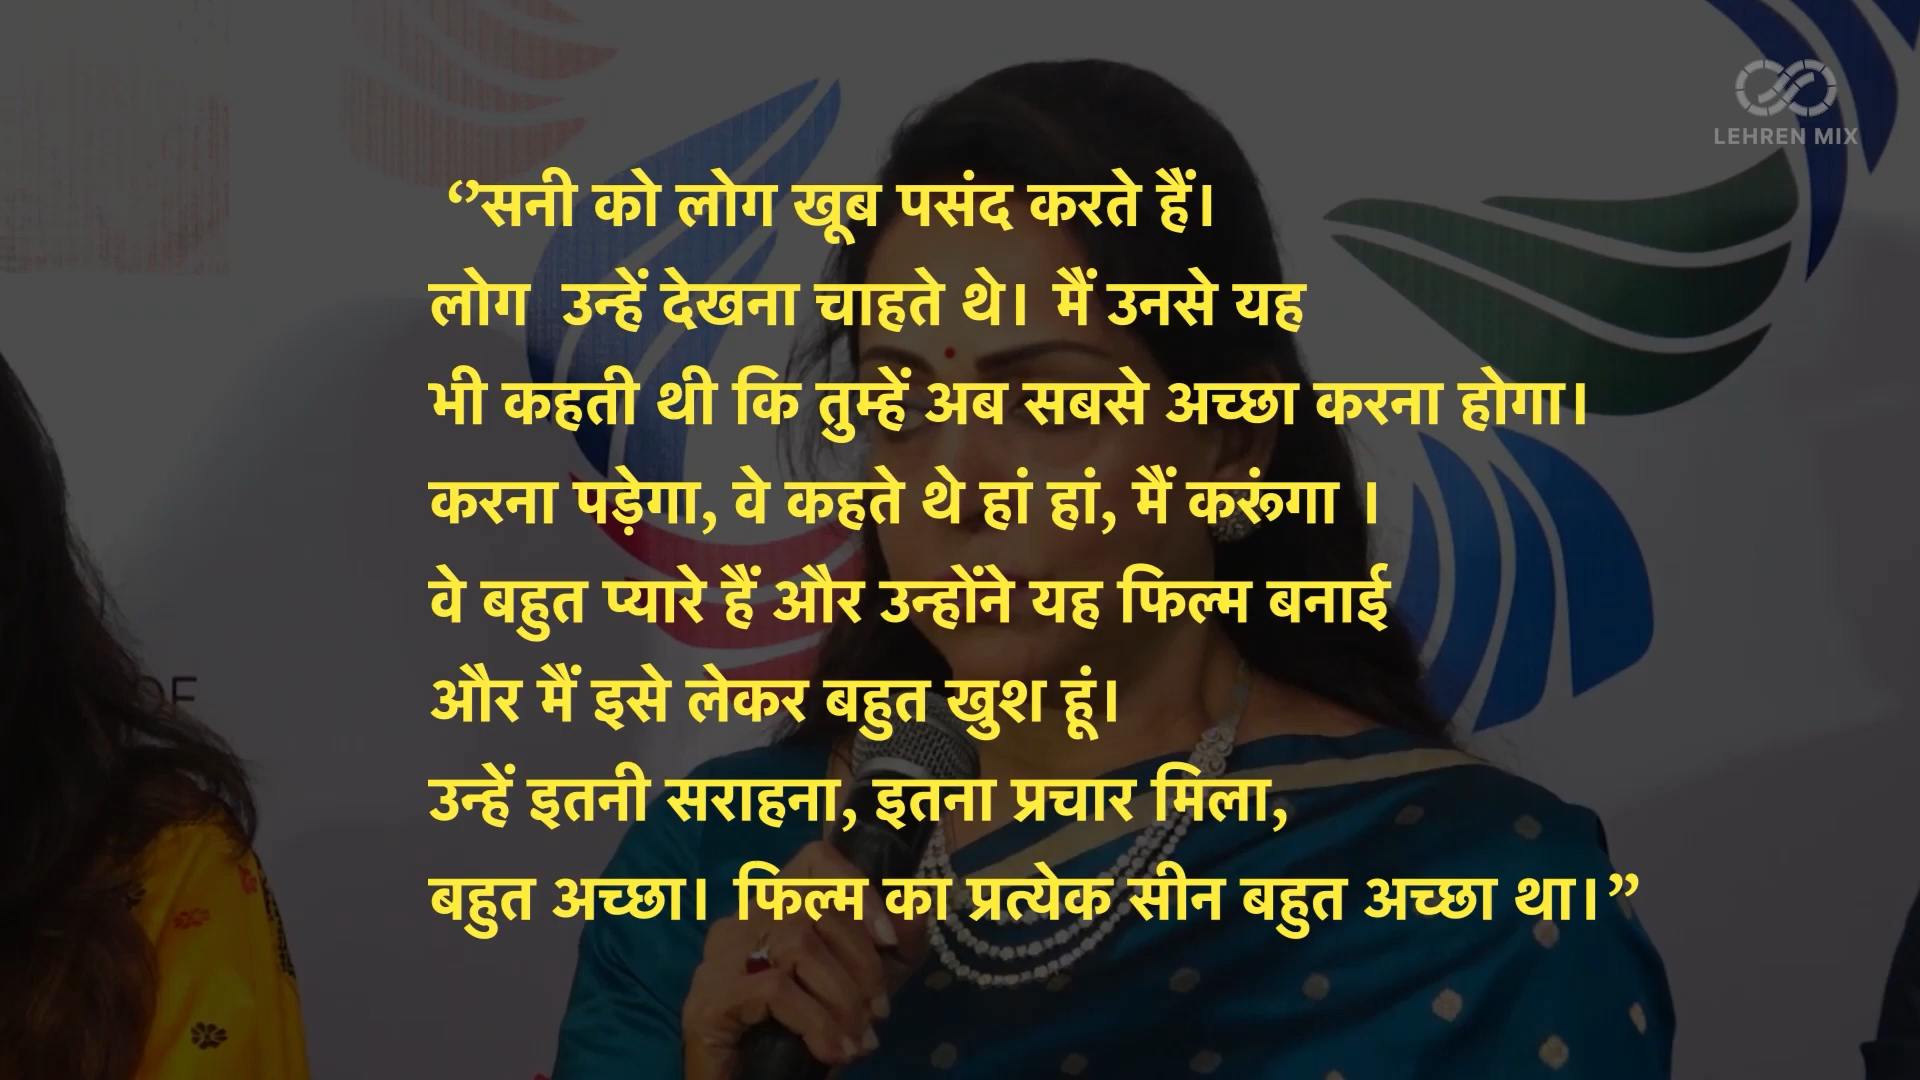 LEHREN MIX
‘’सनी को लोग खूब पसंद करते हैं।
लोग उन्हें देखना चाहते थे। मैं उनसे यह
भी कहती थी कि तुम्हें अब सबसे अच्छा करना होगा।
करना पड़ेगा, वे कहते थे हां हां, मैं करूंगा ।
वे बहुत प्यारे हैं और उन्होंने यह फिल्म बनाई
और मैं इसे लेकर बहुत खुश हूं।
OF
उन्हें इतनी सराहना, इतना प्रचार मिला,
बहुत अच्छा। फिल्म का प्रत्येक सीन बहुत अच्छा था।”